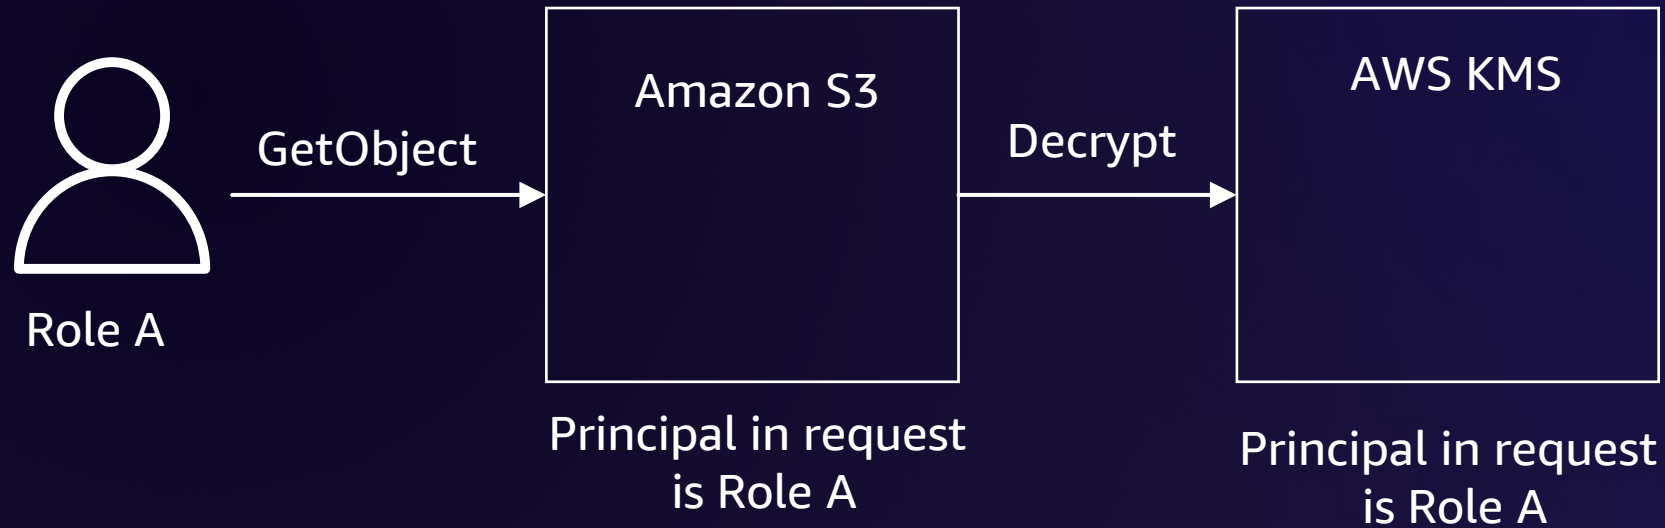 Role A
GetObject
Amazon S3
Principal in request
is Role A
Decrypt
AWS KMS
Principal in request
is Role A